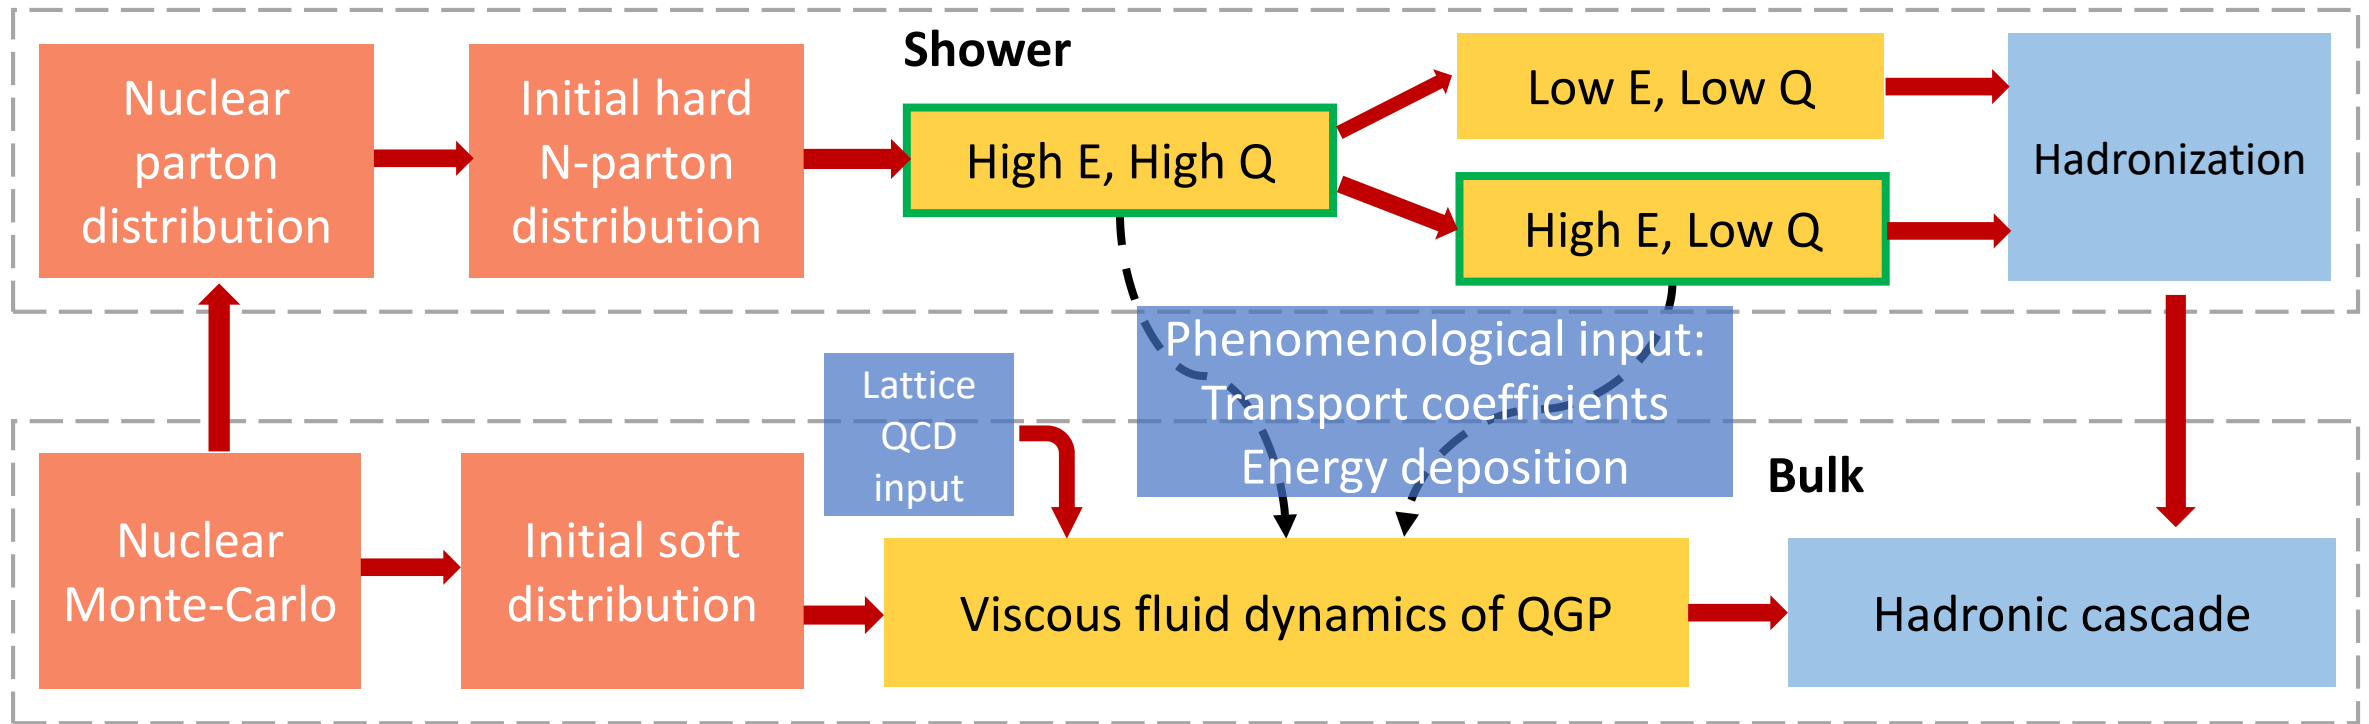 Nuclear
parton
distribution
Initial hard
N-parton
distribution
Shower
High E, High Q
Low E, Low Q
High E, Low Q
Hadronization
Lattice
QCD
input
Phenomenological input:
Transport coefficients
Energy deposition
Bulk
Nuclear
Monte-Carlo
Initial soft
distribution
Viscous fluid dynamics of QGP
Hadronic cascade